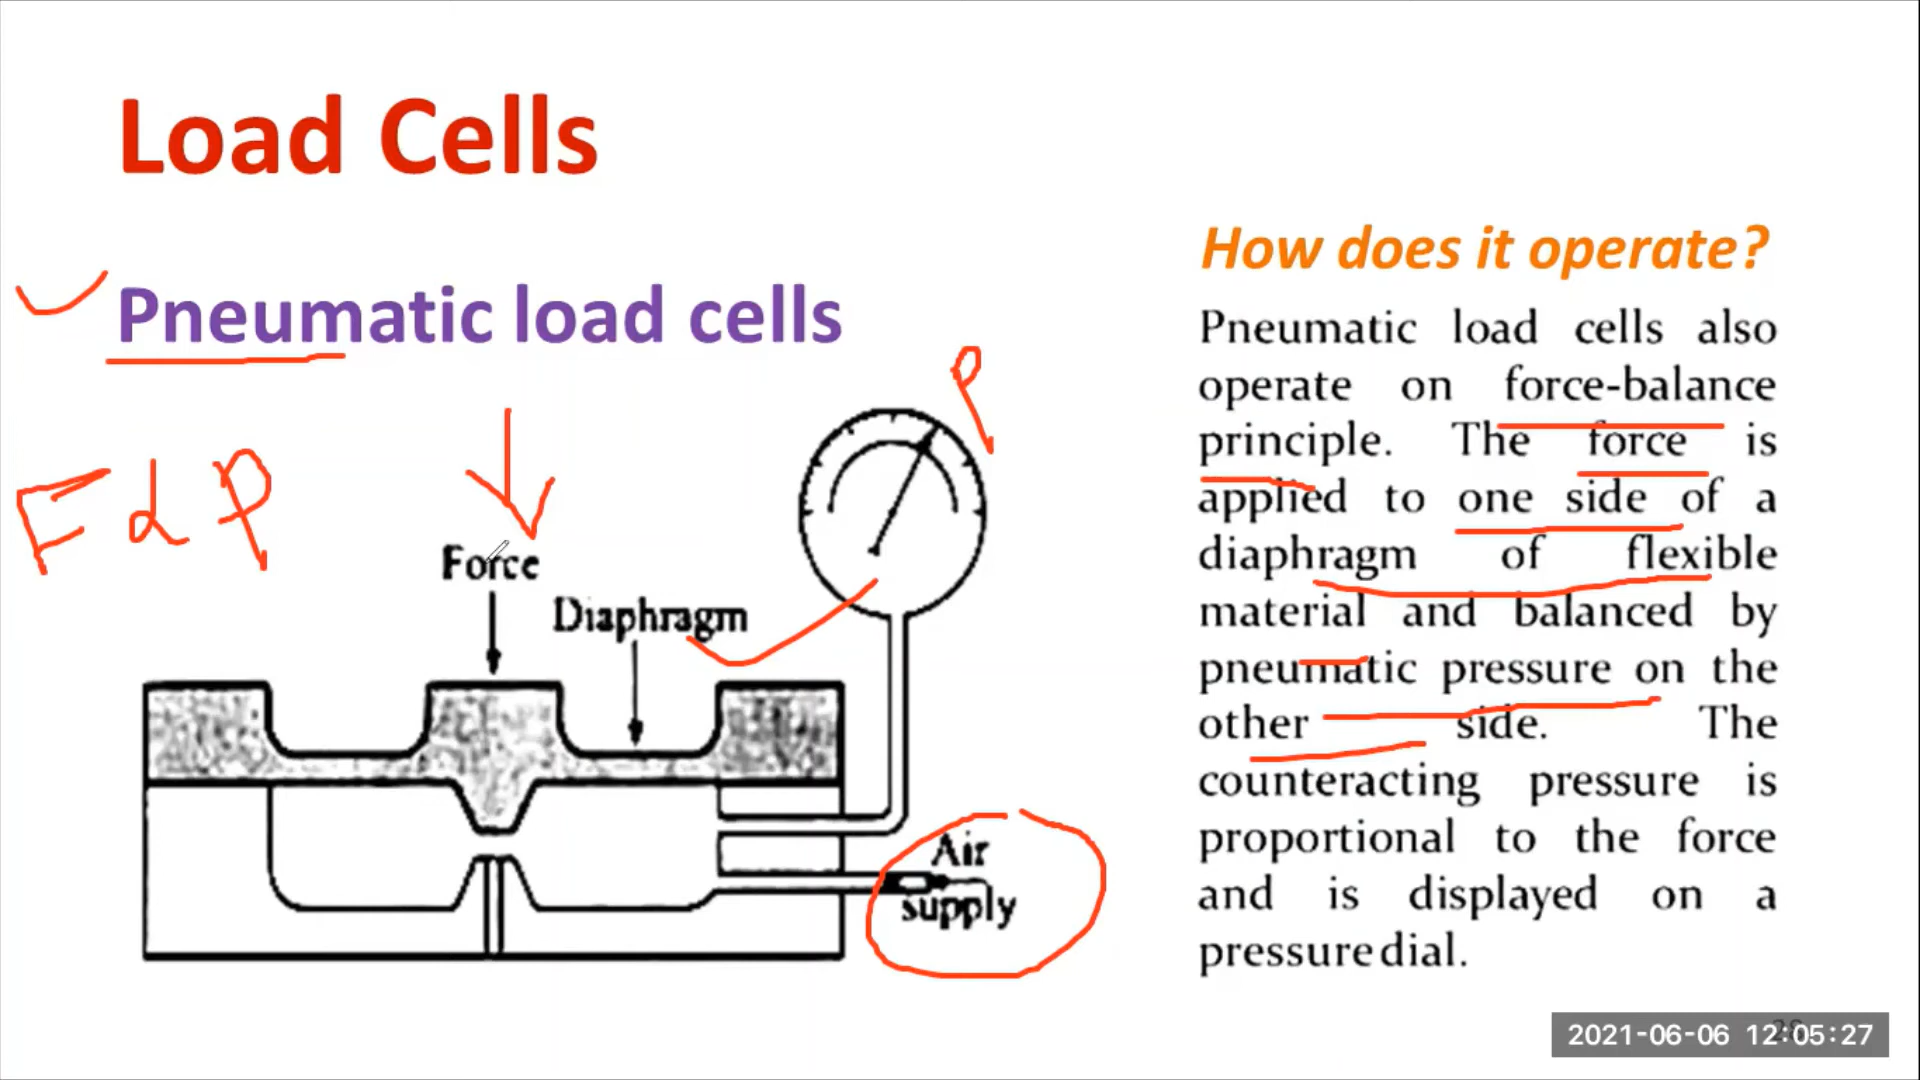 Load Cells
Pneumatic load cells
F α P
P
Force
Diaphragm
Air
supply
How does it operate?
Pneumatic load cells also
operate on force-balance
principle. The force is
applied to one side of a
diaphragm of flexible
material and balanced by
pneumatic pressure on the
other side. The
counteracting pressure is
proportional to the force
and is displayed on a
pressure dial.
2021-06-06 12:05:27